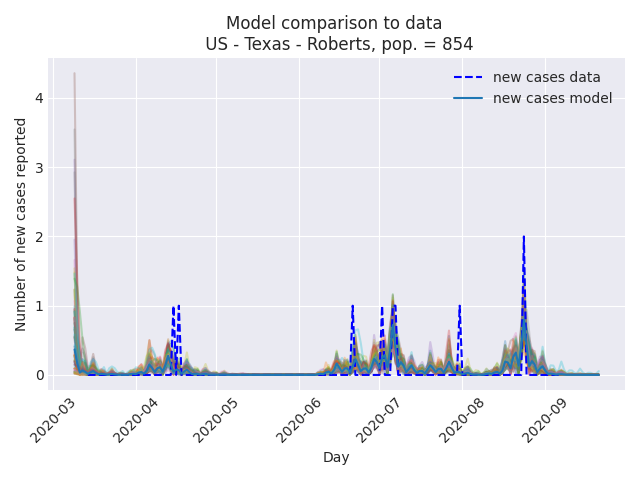 Model comparison to data
US - Texas - Roberts, pop. = 854
new cases data
new cases model
Number of new cases reported
4
3
2
1
0
2020-03
2020-04
2020-05
2020-06
2020-07
2020-08
2020-09
Day